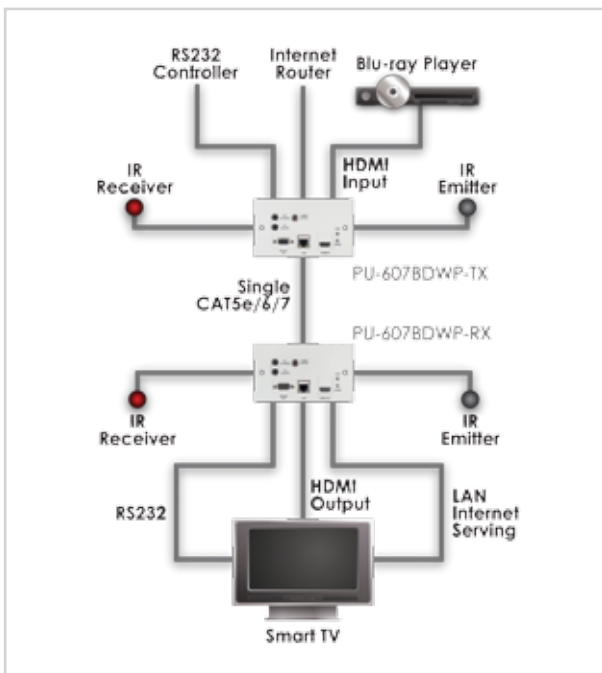 RS232
Controller
Internet
Router
Blu-ray Player
IR
Receiver
HDMI
Input
IR
Emitter
PU-607BDWP-TX
Single
CAT5e/6/7
PU-607BDWP-RX
IR
Receiver
IR
Emitter
RS232
HDMI
Output
LAN
Internet
Serving
Smart TV